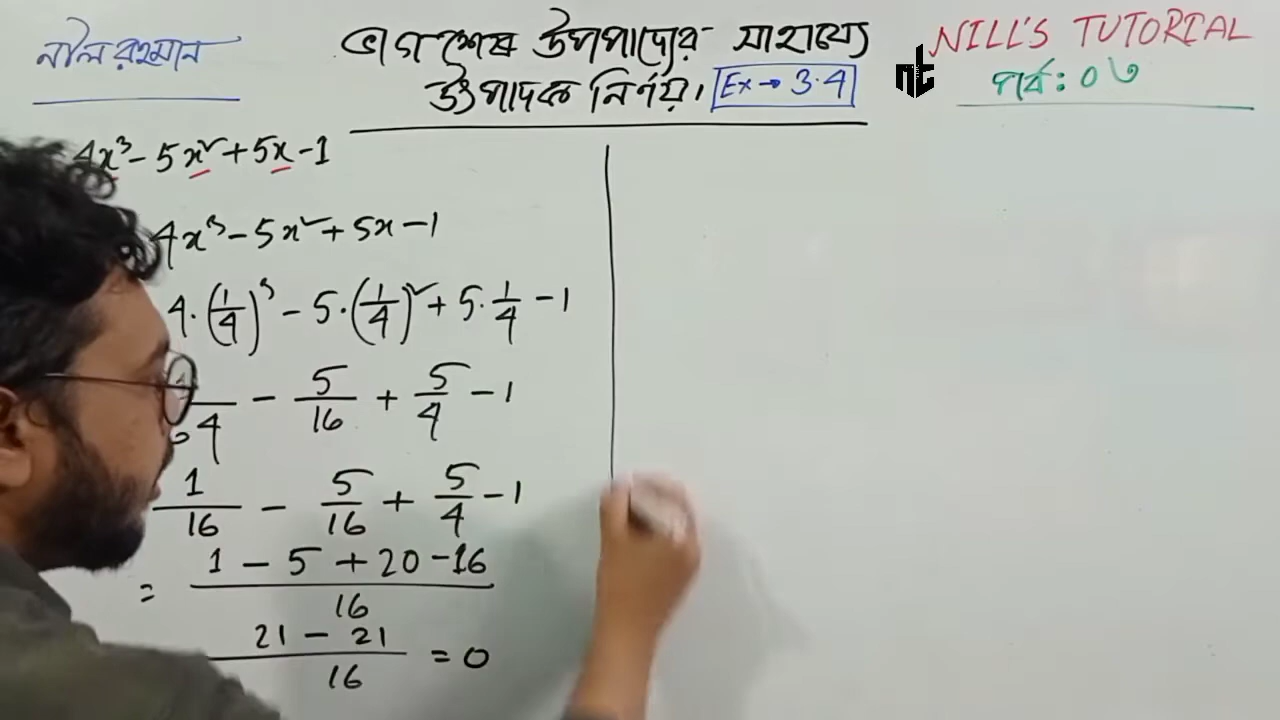 নীল রহমান
ভাগশেষ উপপাদ্যের সাহায্যে
উৎপাদক নির্ণয়। Ex→3.4
NILL'S TUTORIAL
পর্ব: ০৬
4x³ - 5x² + 5x - 1
4x³ - 5x² + 5x - 1
4·(1/4)³ - 5·(1/4)² + 5·1/4 - 1
- 5/16 + 5/4 - 1
1/16 - 5/16 + 5/4 - 1
= (1 - 5 + 20 - 16)/16
(21 - 21)/16 = 0